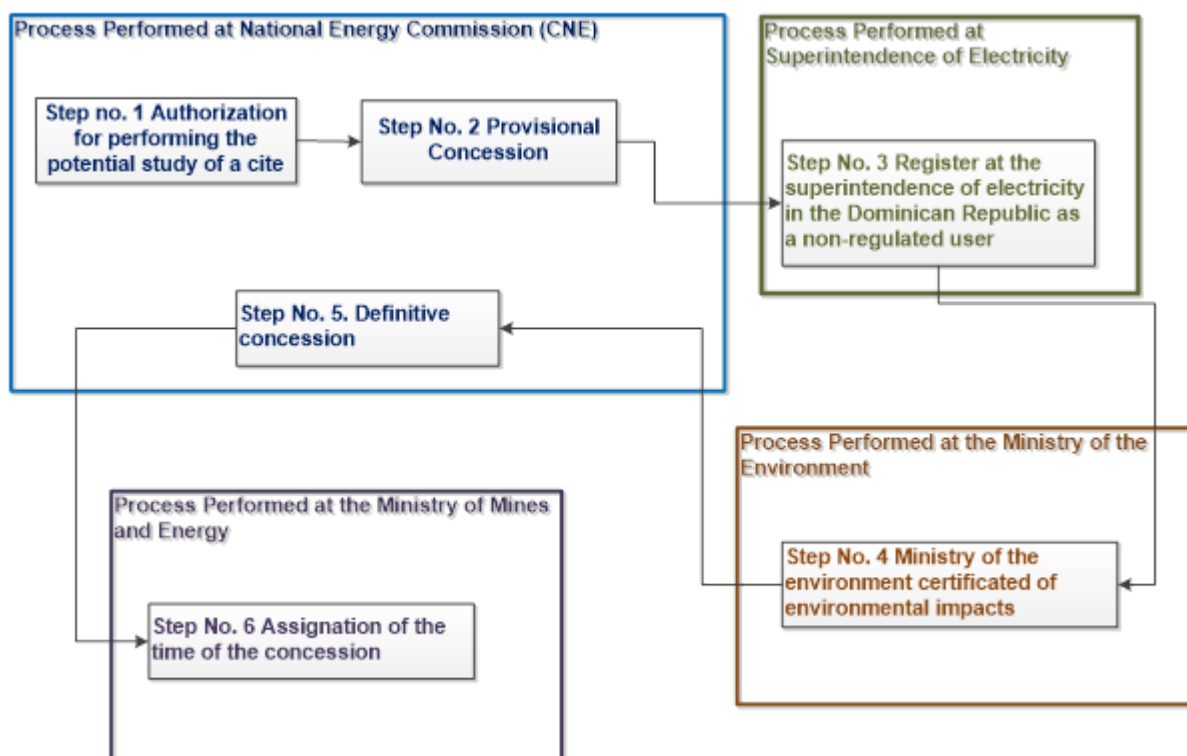 Process Performed at National Energy Commission (CNE)
Step no. 1 Authorization
for performing the
potential study of a cite
Step No. 2 Provisional
Concession
Process Performed at
Superintendence of Electricity
Step No. 3 Register at the
superintendence of electricity
in the Dominican Republic as
a non-regulated user
Process Performed at the Ministry of the
Environment
Step No. 4 Ministry of the
environment certificated of
environmental impacts
Step No. 5. Definitive
concession
Process Performed at the Ministry of Mines
and Energy
Step No. 6 Assignation of the
time of the concession